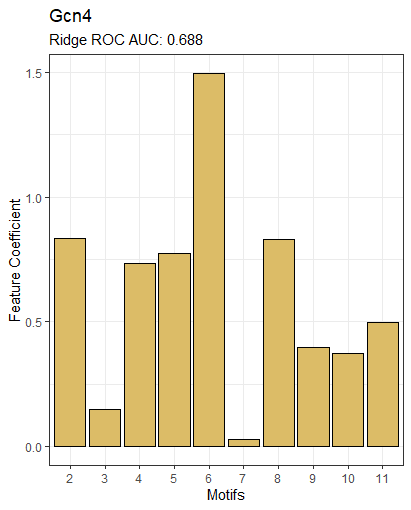 Gcn4
Ridge ROC AUC: 0.688
Feature Coefficient
1.5
1.0
0.5
0.0
2 3 4 5 6 7 8 9 10 11
Motifs